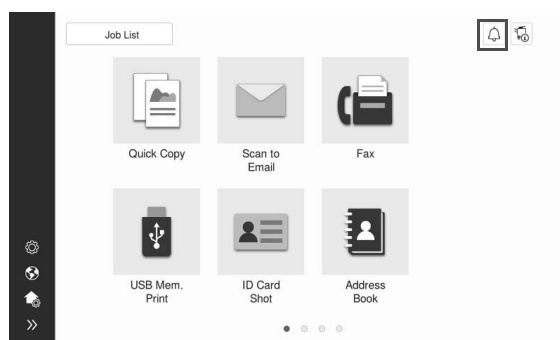 Job List
Quick Copy
Scan to
Email
Fax
USB Mem.
Print
ID Card
Shot
Address
Book